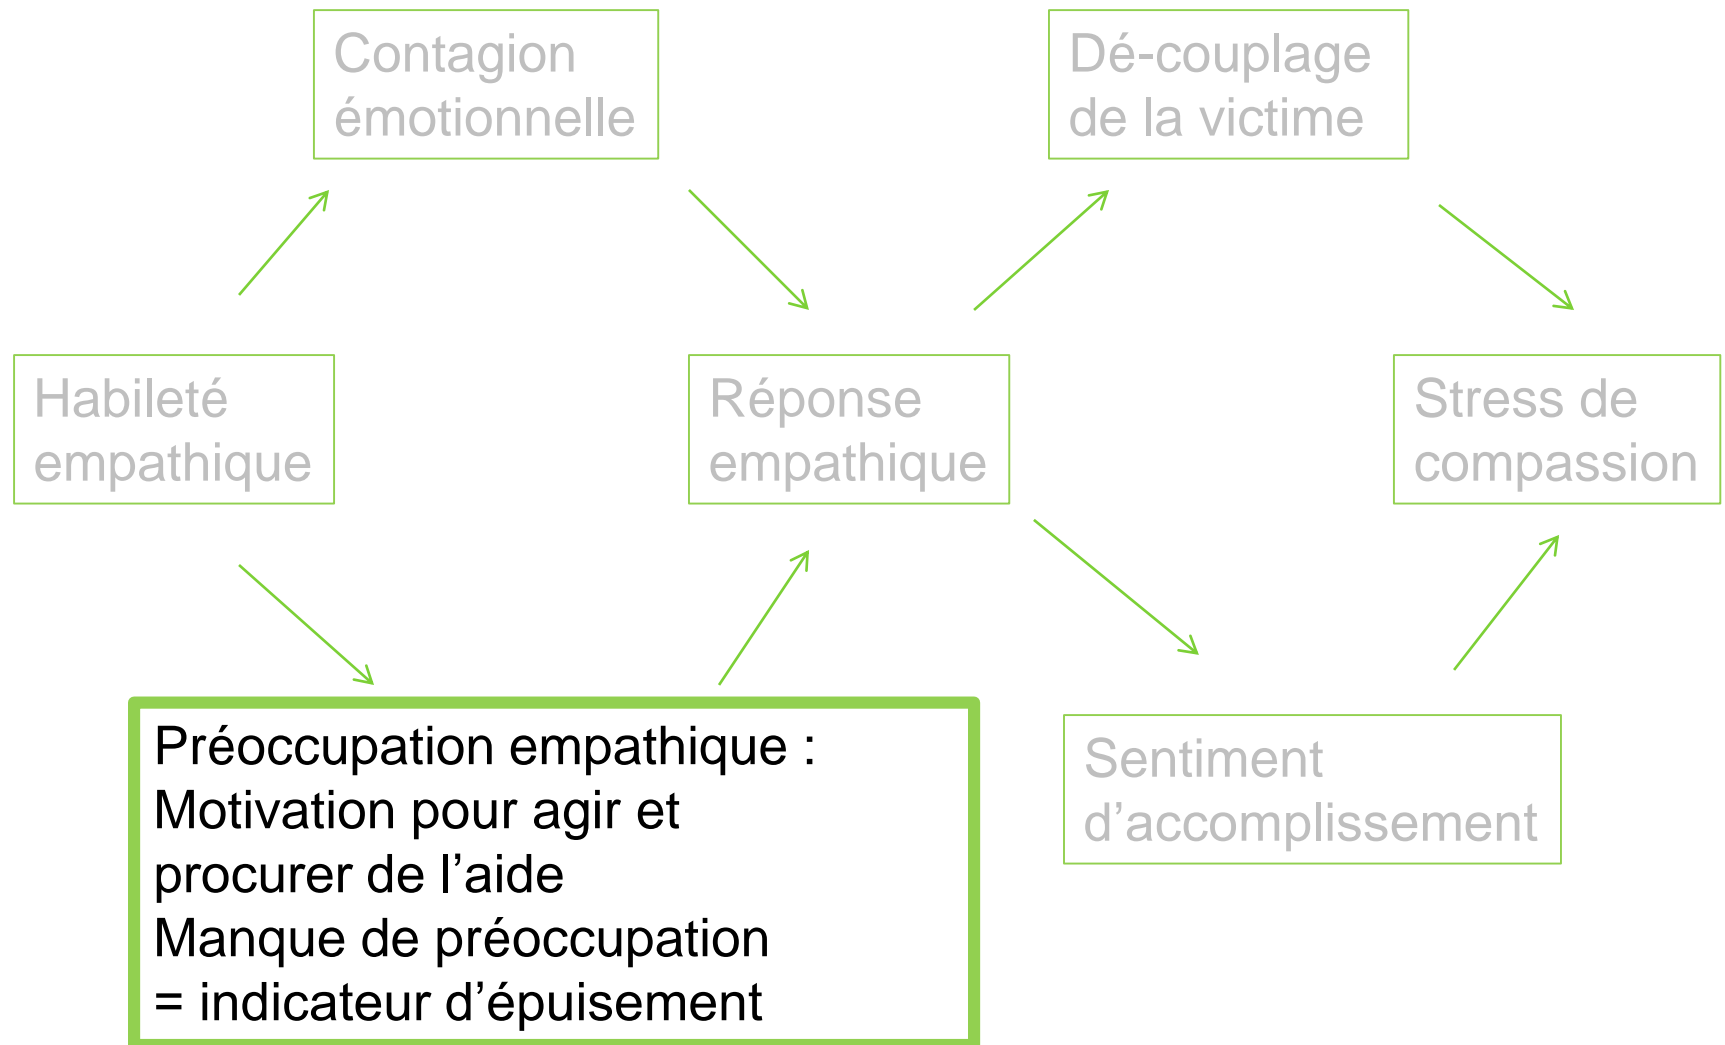 Contagion
émotionnelle
Dé-couplage
de la victime
Habileté
empathique
Réponse
empathique
Stress de
compassion
Préoccupation empathique :
Motivation pour agir et
procurer de l’aide
Manque de préoccupation
= indicateur d’épuisement
Sentiment
d’accomplissement